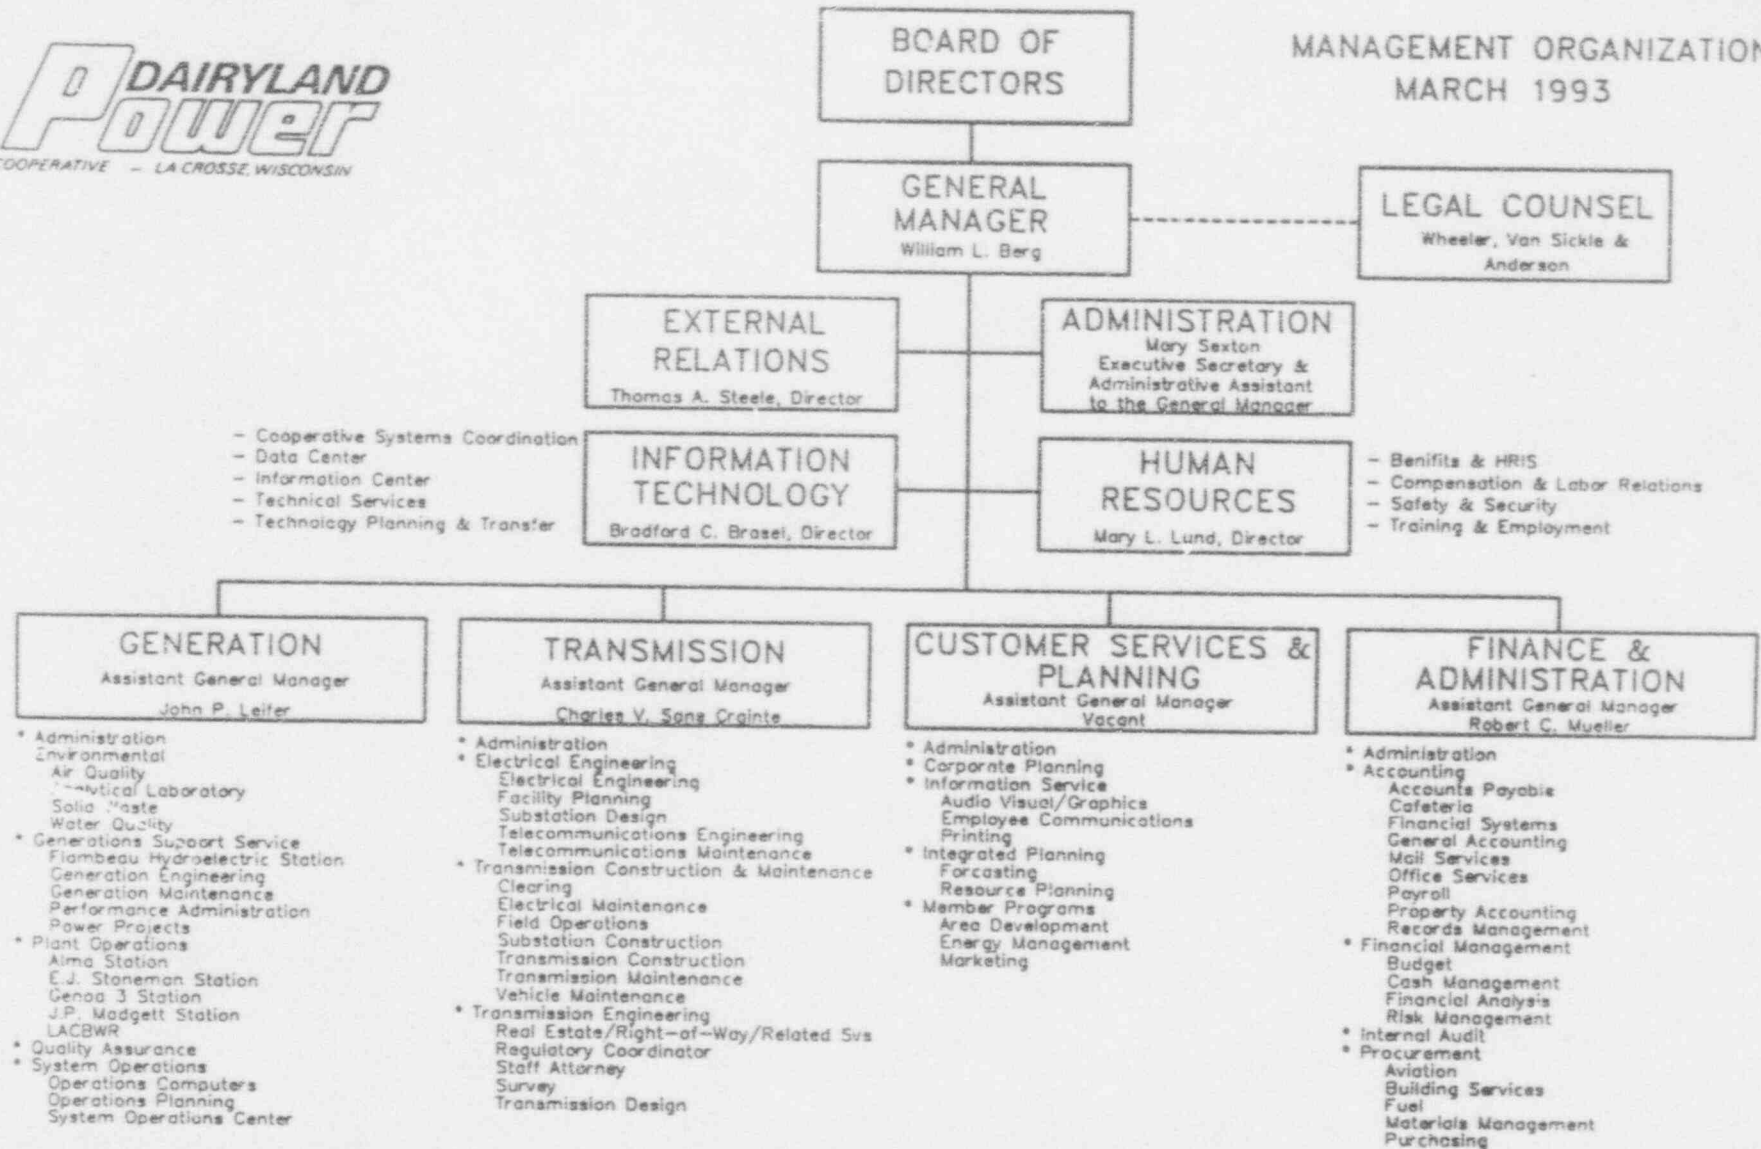 DAIRYLAND
Power
COOPERATIVE – LA CROSSE, WISCONSIN
MANAGEMENT ORGANIZATION
MARCH 1993
BOARD OF
DIRECTORS
GENERAL
MANAGER
William L. Berg
LEGAL COUNSEL
Wheeler, Van Sickle &
Anderson
EXTERNAL
RELATIONS
Thomas A. Steele, Director
ADMINISTRATION
Mary Sexton
Executive Secretary &
Administrative Assistant
to the General Manager
- Cooperative Systems Coordination
- Data Center
- Information Center
- Technical Services
- Technology Planning & Transfer
INFORMATION
TECHNOLOGY
Bradford C. Brasel, Director
HUMAN
RESOURCES
Mary L. Lund, Director
- Benifits & HRIS
- Compensation & Labor Relations
- Safety & Security
- Training & Employment
GENERATION
Assistant General Manager
John P. Leifer
* Administration
Environmental
Air Quality
Analytical Laboratory
Solid Waste
Water Quality
* Generations Support Service
Flambeau Hydroelectric Station
Generation Engineering
Generation Maintenance
Performance Administration
Power Projects
* Plant Operations
Alma Station
E.J. Stoneman Station
Genoa 3 Station
J.P. Madgett Station
LACBWR
* Quality Assurance
* System Operations
Operations Computers
Operations Planning
System Operations Center
TRANSMISSION
Assistant General Manager
Charles V. Sans Crainte
* Administration
* Electrical Engineering
Electrical Engineering
Facility Planning
Substation Design
Telecommunications Engineering
Telecommunications Maintenance
* Transmission Construction & Maintenance
Clearing
Electrical Maintenance
Field Operations
Substation Construction
Transmission Construction
Transmission Maintenance
Vehicle Maintenance
* Transmission Engineering
Real Estate/Right-of-Way/Related Svs
Regulatory Coordinator
Staff Attorney
Survey
Transmission Design
CUSTOMER SERVICES &
PLANNING
Assistant General Manager
Vacant
* Administration
* Corporate Planning
* Information Service
Audio Visual/Graphics
Employee Communications
Printing
* Integrated Planning
Forcasting
Resource Planning
* Member Programs
Area Development
Energy Management
Marketing
FINANCE &
ADMINISTRATION
Assistant General Manager
Robert C. Mueller
* Administration
* Accounting
Accounts Payable
Cafeteria
Financial Systems
General Accounting
Mail Services
Office Services
Payroll
Property Accounting
Records Management
* Financial Management
Budget
Cash Management
Financial Analysis
Risk Management
* Internal Audit
* Procurement
Aviation
Building Services
Fuel
Materials Management
Purchasing